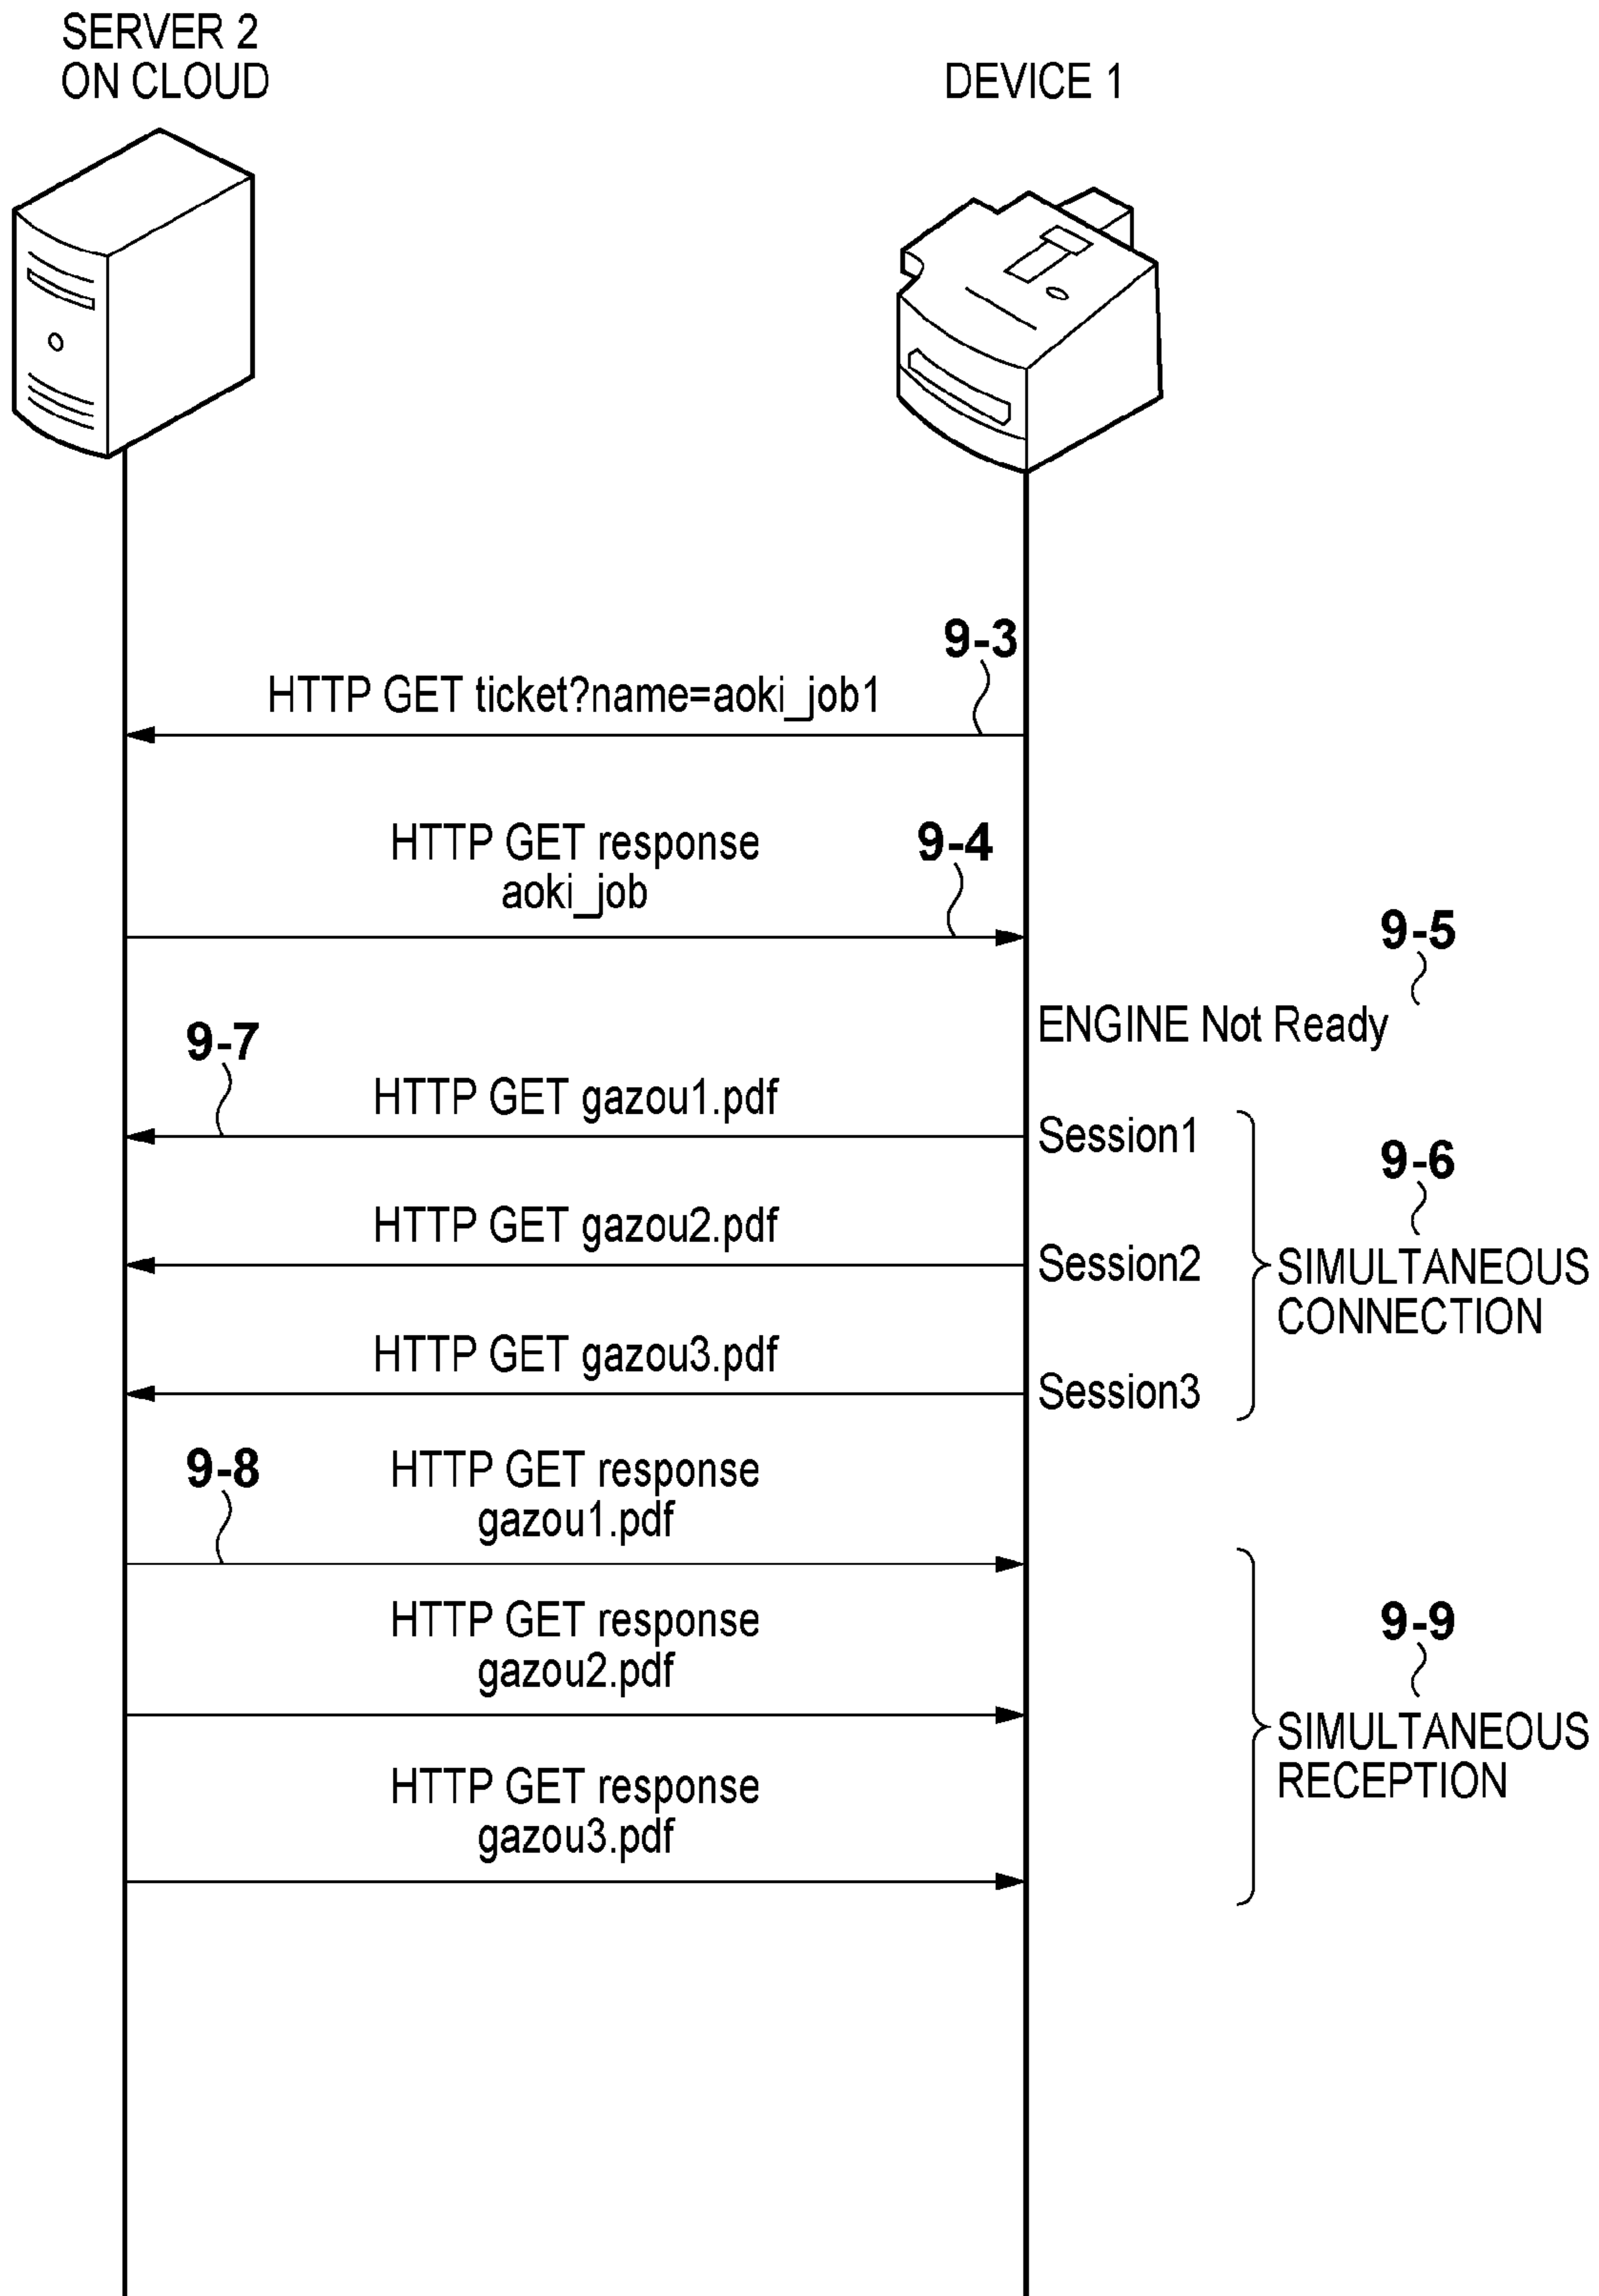 SERVER 2
ON CLOUD
DEVICE 1
9-3
HTTP GET ticket?name=aoki_job1
HTTP GET response
aoki_job
9-4
9-5
ENGINE Not Ready
9-7
HTTP GET gazou1.pdf
Session1
9-6
HTTP GET gazou2.pdf
Session2
SIMULTANEOUS
CONNECTION
HTTP GET gazou3.pdf
Session3
9-8
HTTP GET response
gazou1.pdf
HTTP GET response
gazou2.pdf
9-9
SIMULTANEOUS
RECEPTION
HTTP GET response
gazou3.pdf